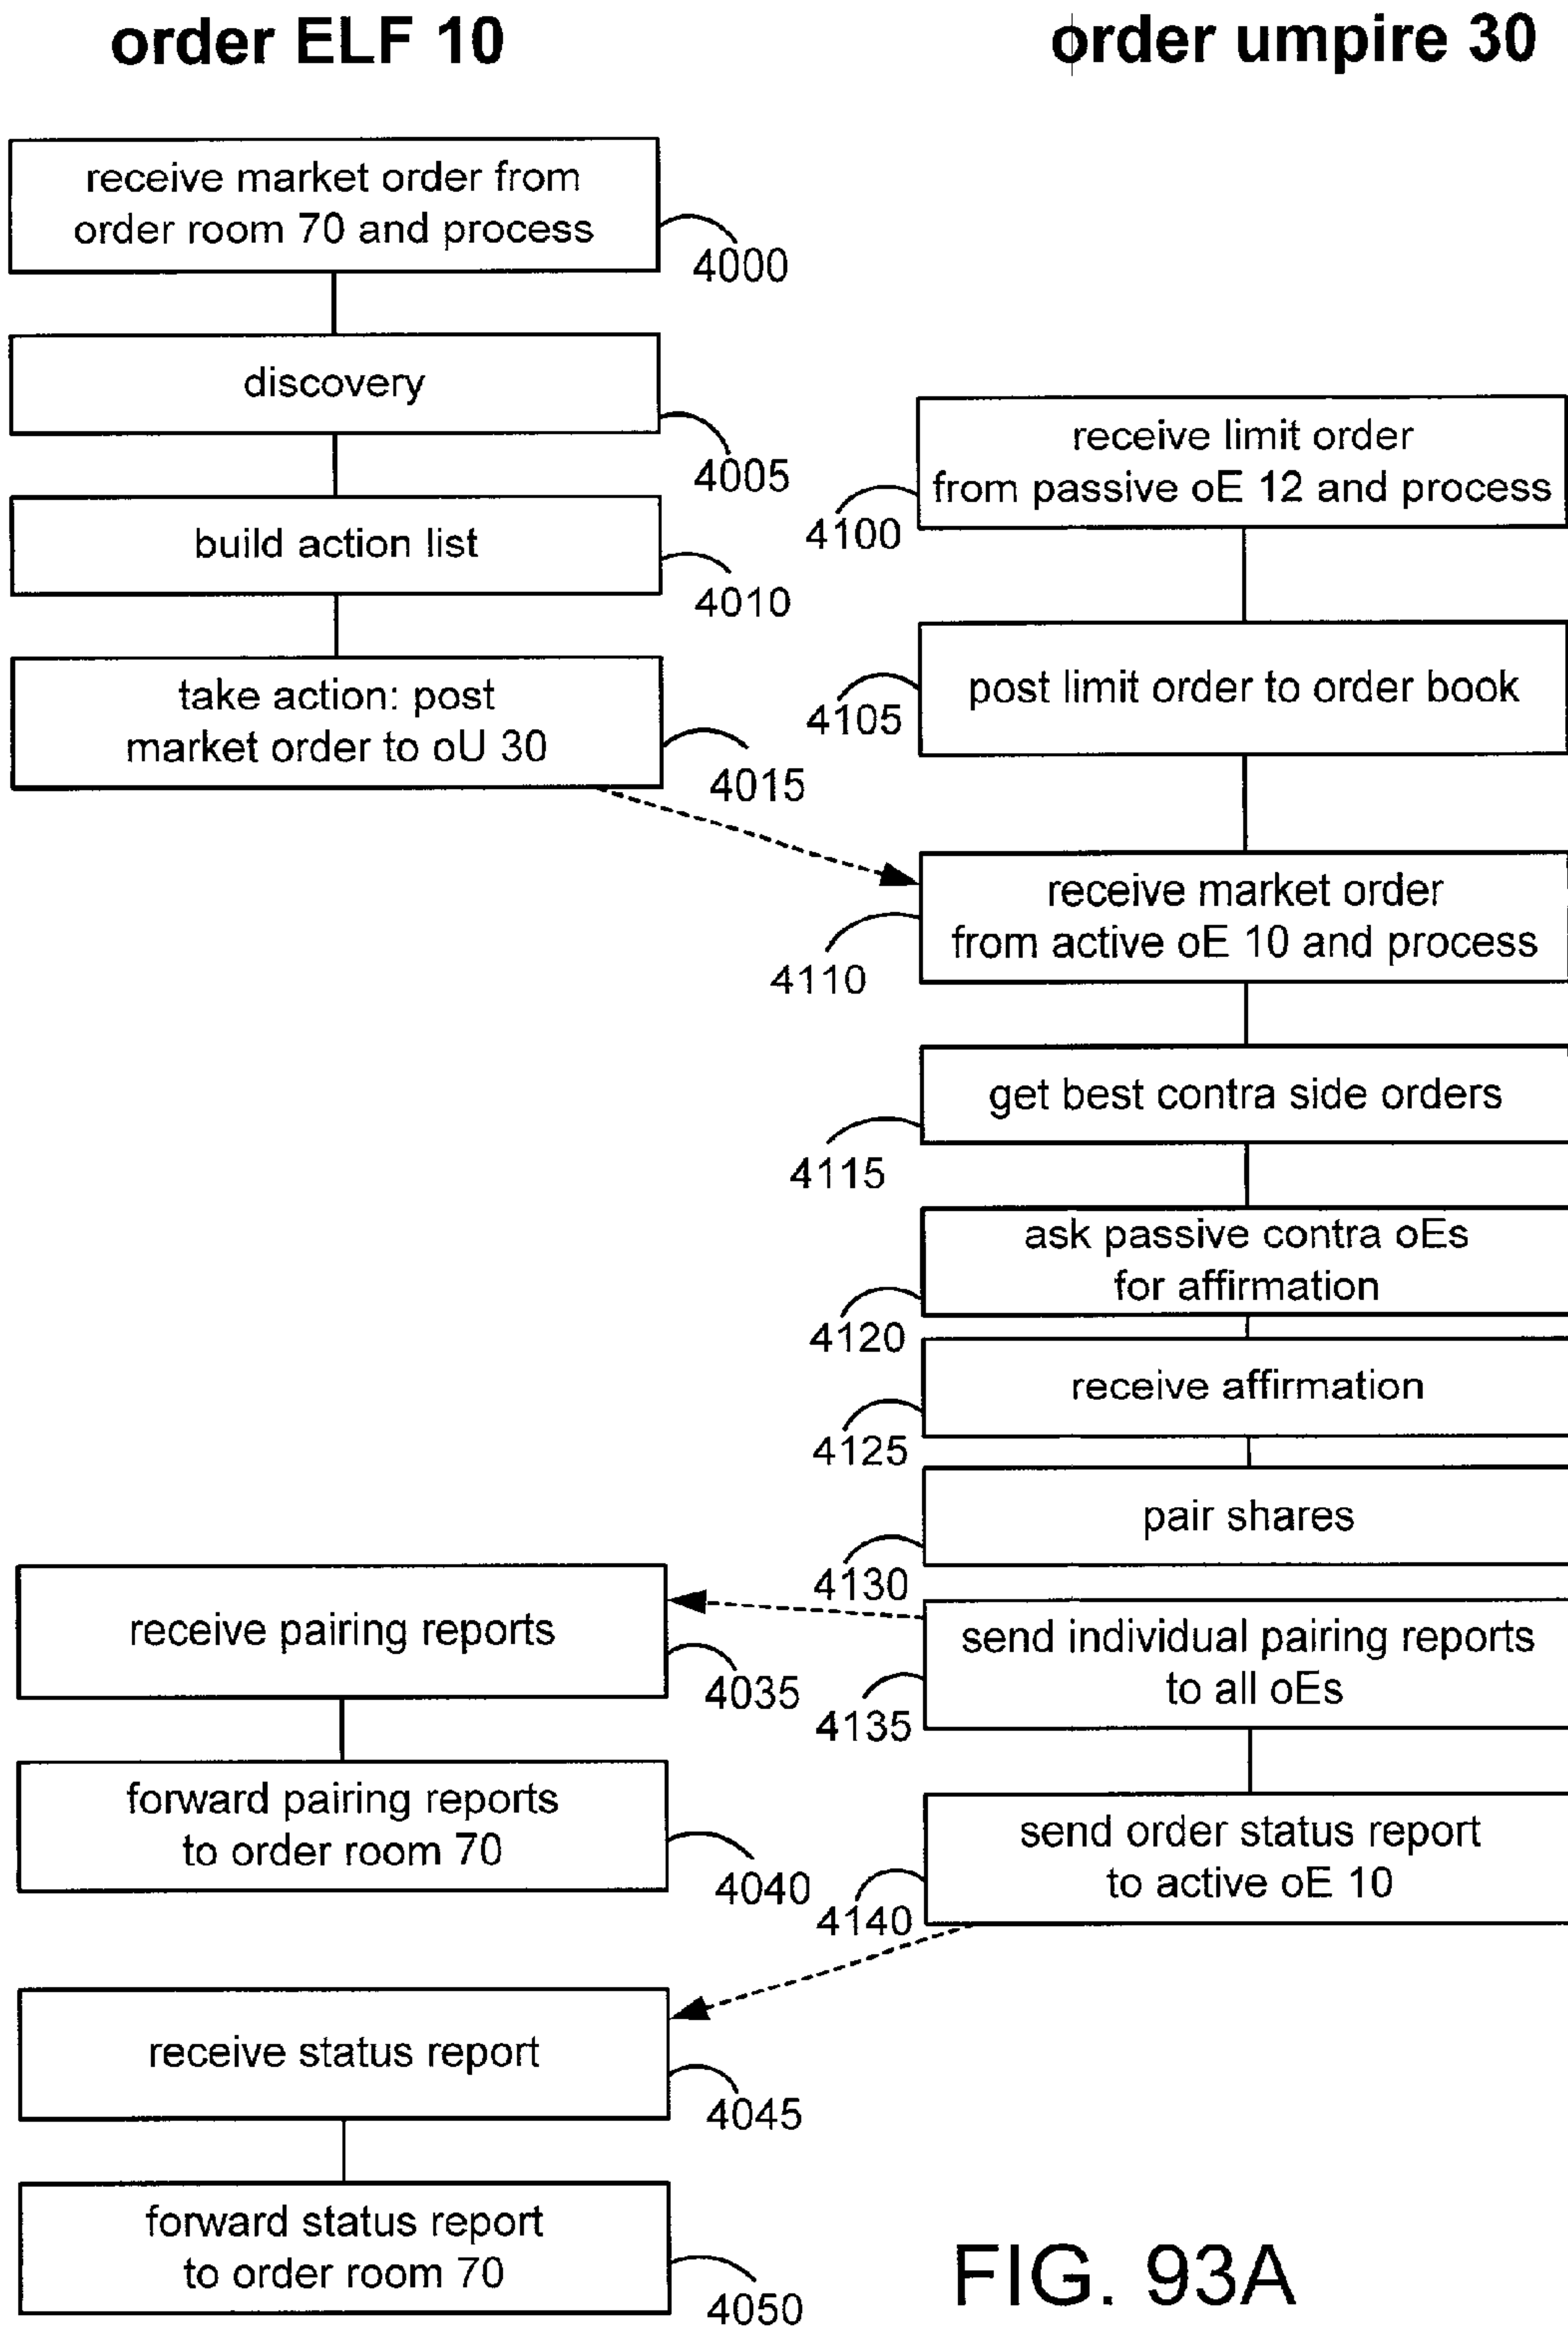 order ELF 10
order umpire 30
receive market order from
order room 70 and process
4000
discovery
4005
build action list
4010
take action: post
market order to oU 30
4015
receive limit order
from passive oE 12 and process
4100
post limit order to order book
4105
receive market order
from active oE 10 and process
4110
get best contra side orders
4115
ask passive contra oEs
for affirmation
4120
receive affirmation
4125
pair shares
4130
send individual pairing reports
to all oEs
4135
send order status report
to active oE 10
4140
receive pairing reports
4035
forward pairing reports
to order room 70
4040
receive status report
4045
forward status report
to order room 70
4050
FIG. 93A